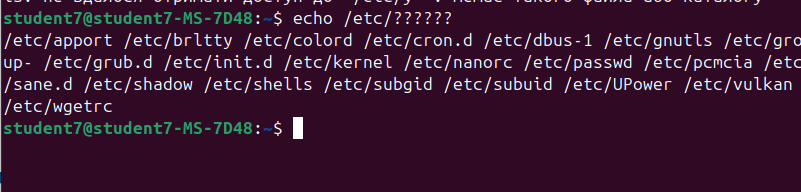 student7@student7-MS-7D48:~$ echo /etc/??????
/etc/apport /etc/brltty /etc/colord /etc/cron.d /etc/dbus-1 /etc/gnutls /etc/gro
up- /etc/grub.d /etc/init.d /etc/kernel /etc/nanorc /etc/passwd /etc/pcmcia /etc
/sane.d /etc/shadow /etc/shells /etc/subgid /etc/subuid /etc/UPower /etc/vulkan
/etc/wgetrc
student7@student7-MS-7D48:~$